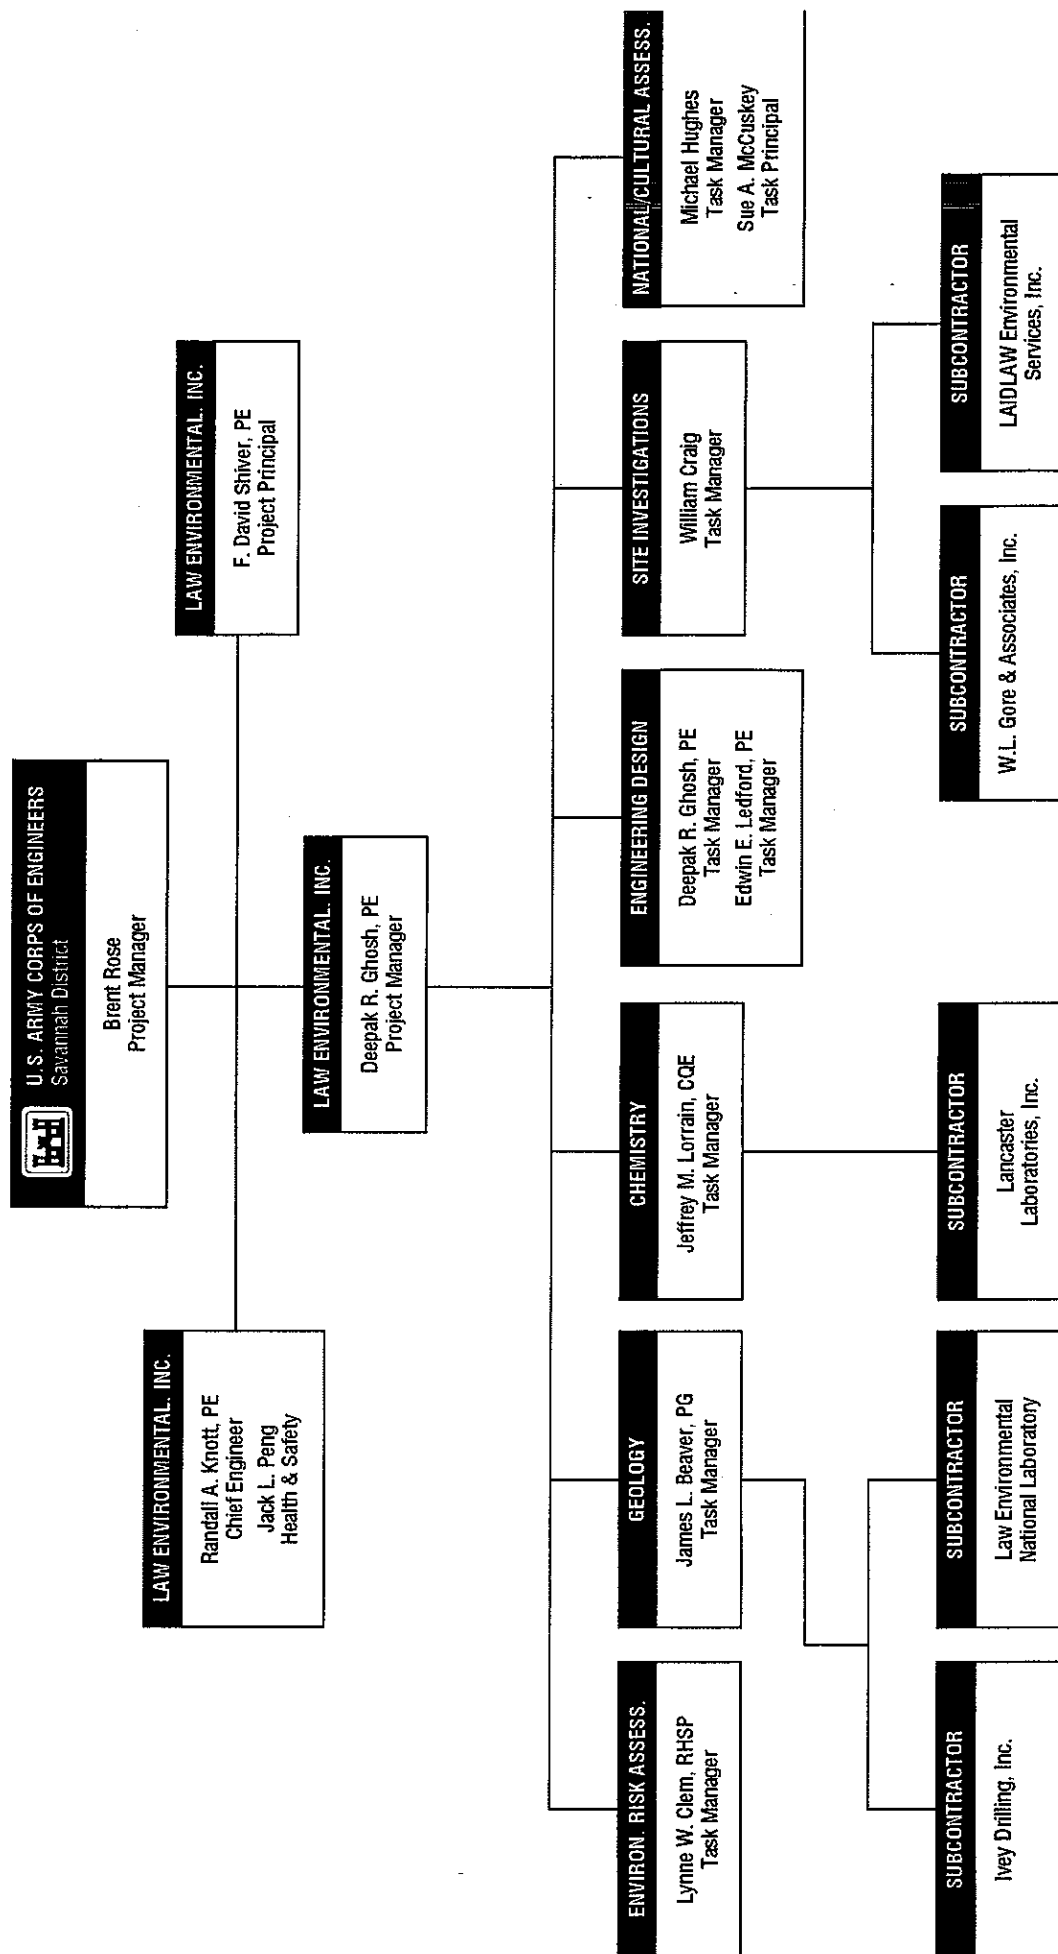 U.S. ARMY CORPS OF ENGINEERS
Savannah District
Brent Rose
Project Manager
LAW ENVIRONMENTAL. INC.
Randall A. Knott, PE
Chief Engineer
Jack L. Peng
Health & Safety
LAW ENVIRONMENTAL. INC.
F. David Shiver, PE
Project Principal
LAW ENVIRONMENTAL. INC.
Deepak R. Ghosh, PE
Project Manager
ENVIRON. RISK ASSESS.
Lynne W. Clem, RHSP
Task Manager
GEOLOGY
James L. Beaver, PG
Task Manager
CHEMISTRY
Jeffrey M. Lorrain, CQE
Task Manager
ENGINEERING DESIGN
Deepak R. Ghosh, PE
Task Manager
Edwin E. Ledford, PE
Task Manager
SITE INVESTIGATIONS
William Craig
Task Manager
NATIONAL/CULTURAL ASSESS.
Michael Hughes
Task Manager
Sue A. McCuskey
Task Principal
SUBCONTRACTOR
Ivey Drilling, Inc.
SUBCONTRACTOR
Law Environmental
National Laboratory
SUBCONTRACTOR
Lancaster
Laboratories, Inc.
SUBCONTRACTOR
W.L. Gore & Associates, Inc.
SUBCONTRACTOR
LAIDLAW Environmental
Services, Inc.